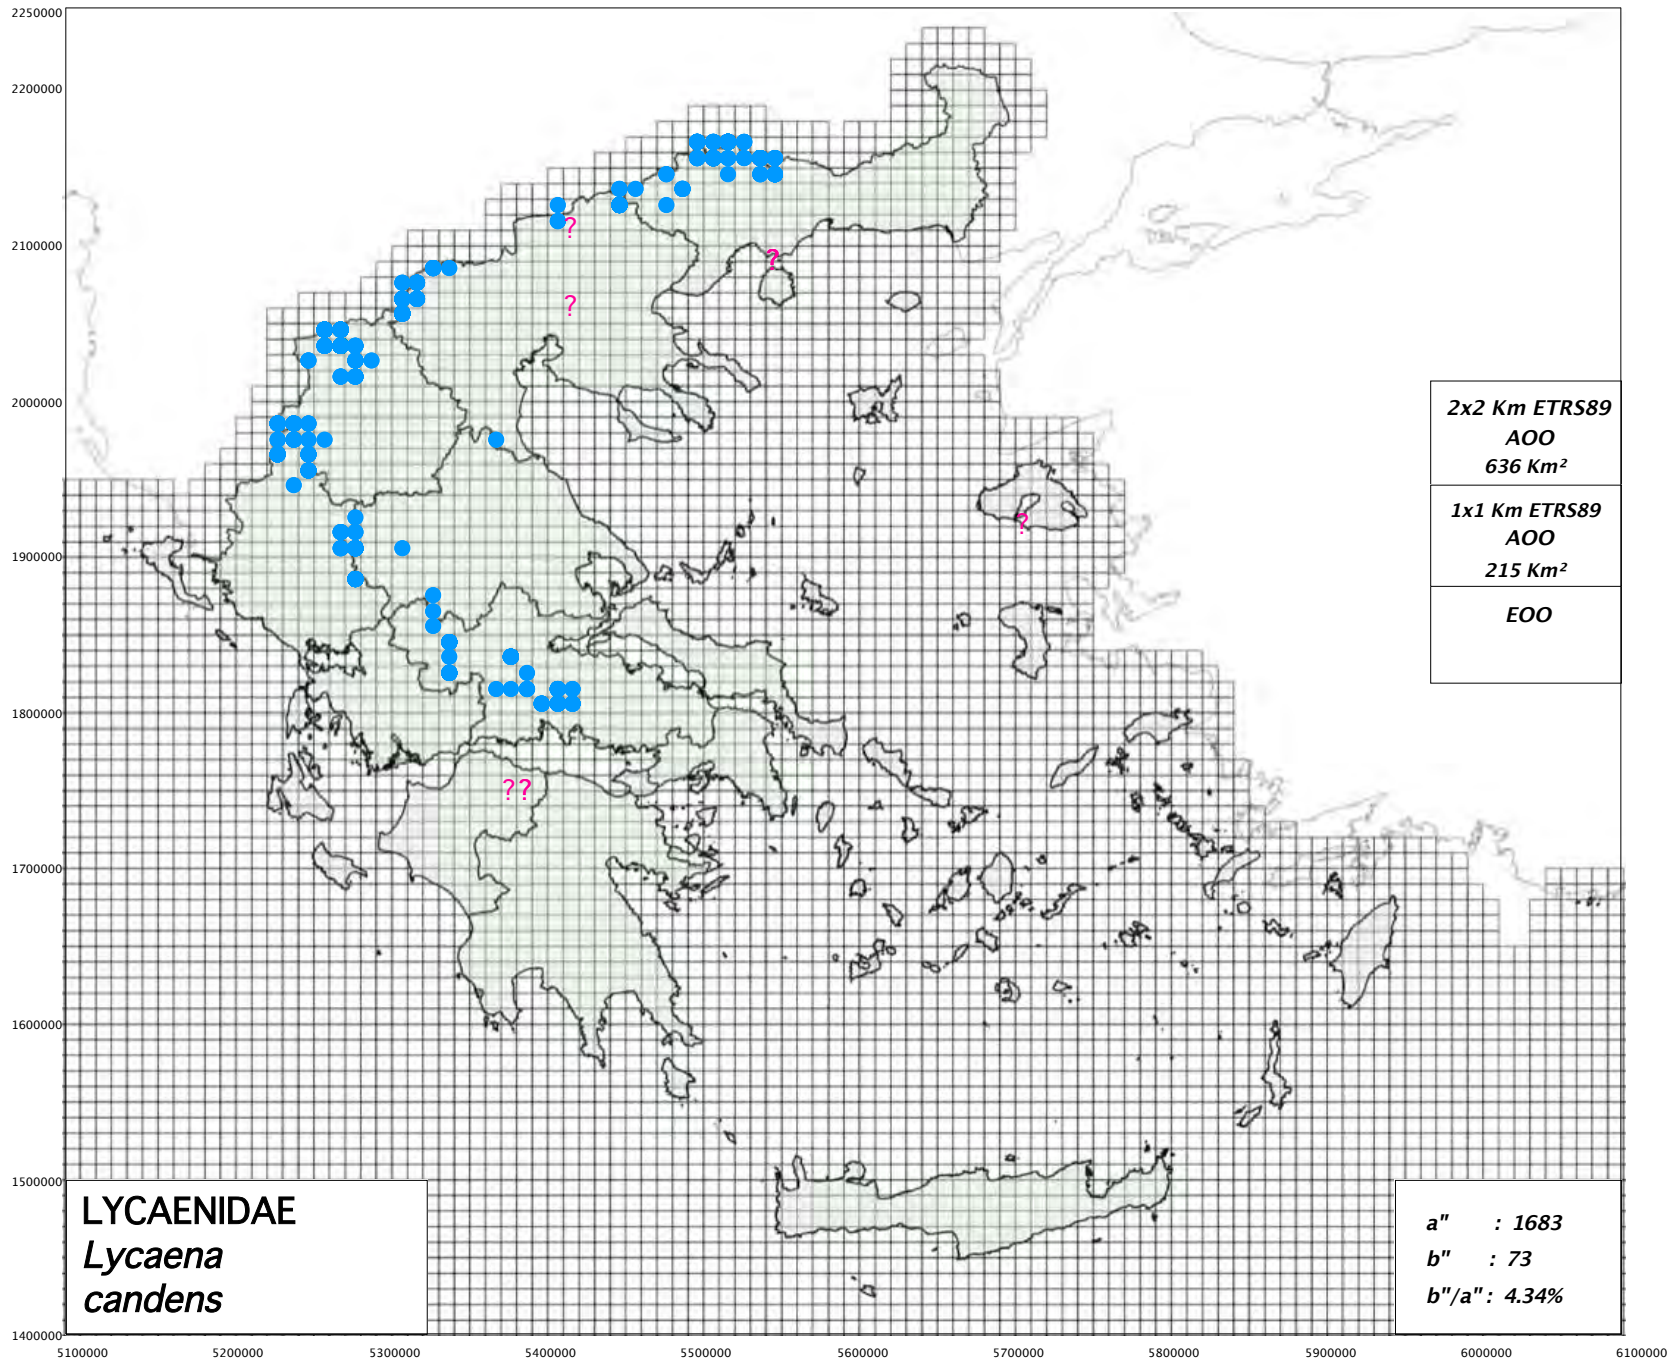 2250000
2200000
2100000
2000000
1900000
1800000
1700000
1600000
1500000
1400000
?
?
?
?
??
2x2 Km ETRS89
AOO
636 Km²
1x1 Km ETRS89
AOO
215 Km²
EOO
LYCAENIDAE
Lycaena
candens
a" : 1683
b" : 73
b"/a" : 4.34%
5100000 5200000 5300000 5400000 5500000 5600000 5700000 5800000 5900000 6000000 6100000